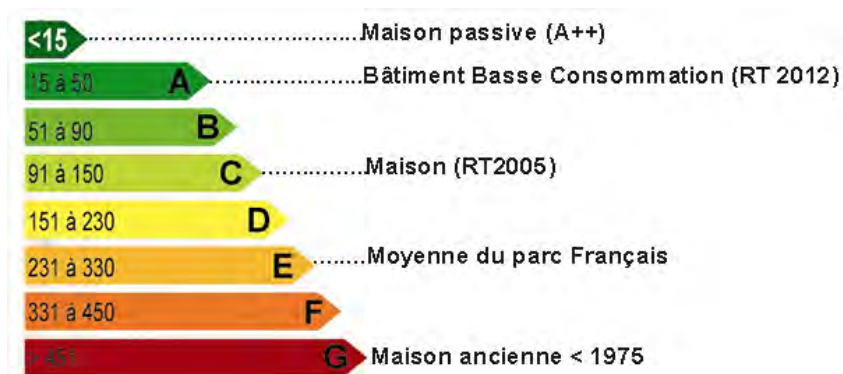 <15 Maison passive (A++)
15 à 50 A Bâtiment Basse Consommation (RT 2012)
51 à 90 B
91 à 150 C Maison (RT2005)
151 à 230 D
231 à 330 E Moyenne du parc Français
331 à 450 F
> 451 G Maison ancienne < 1975